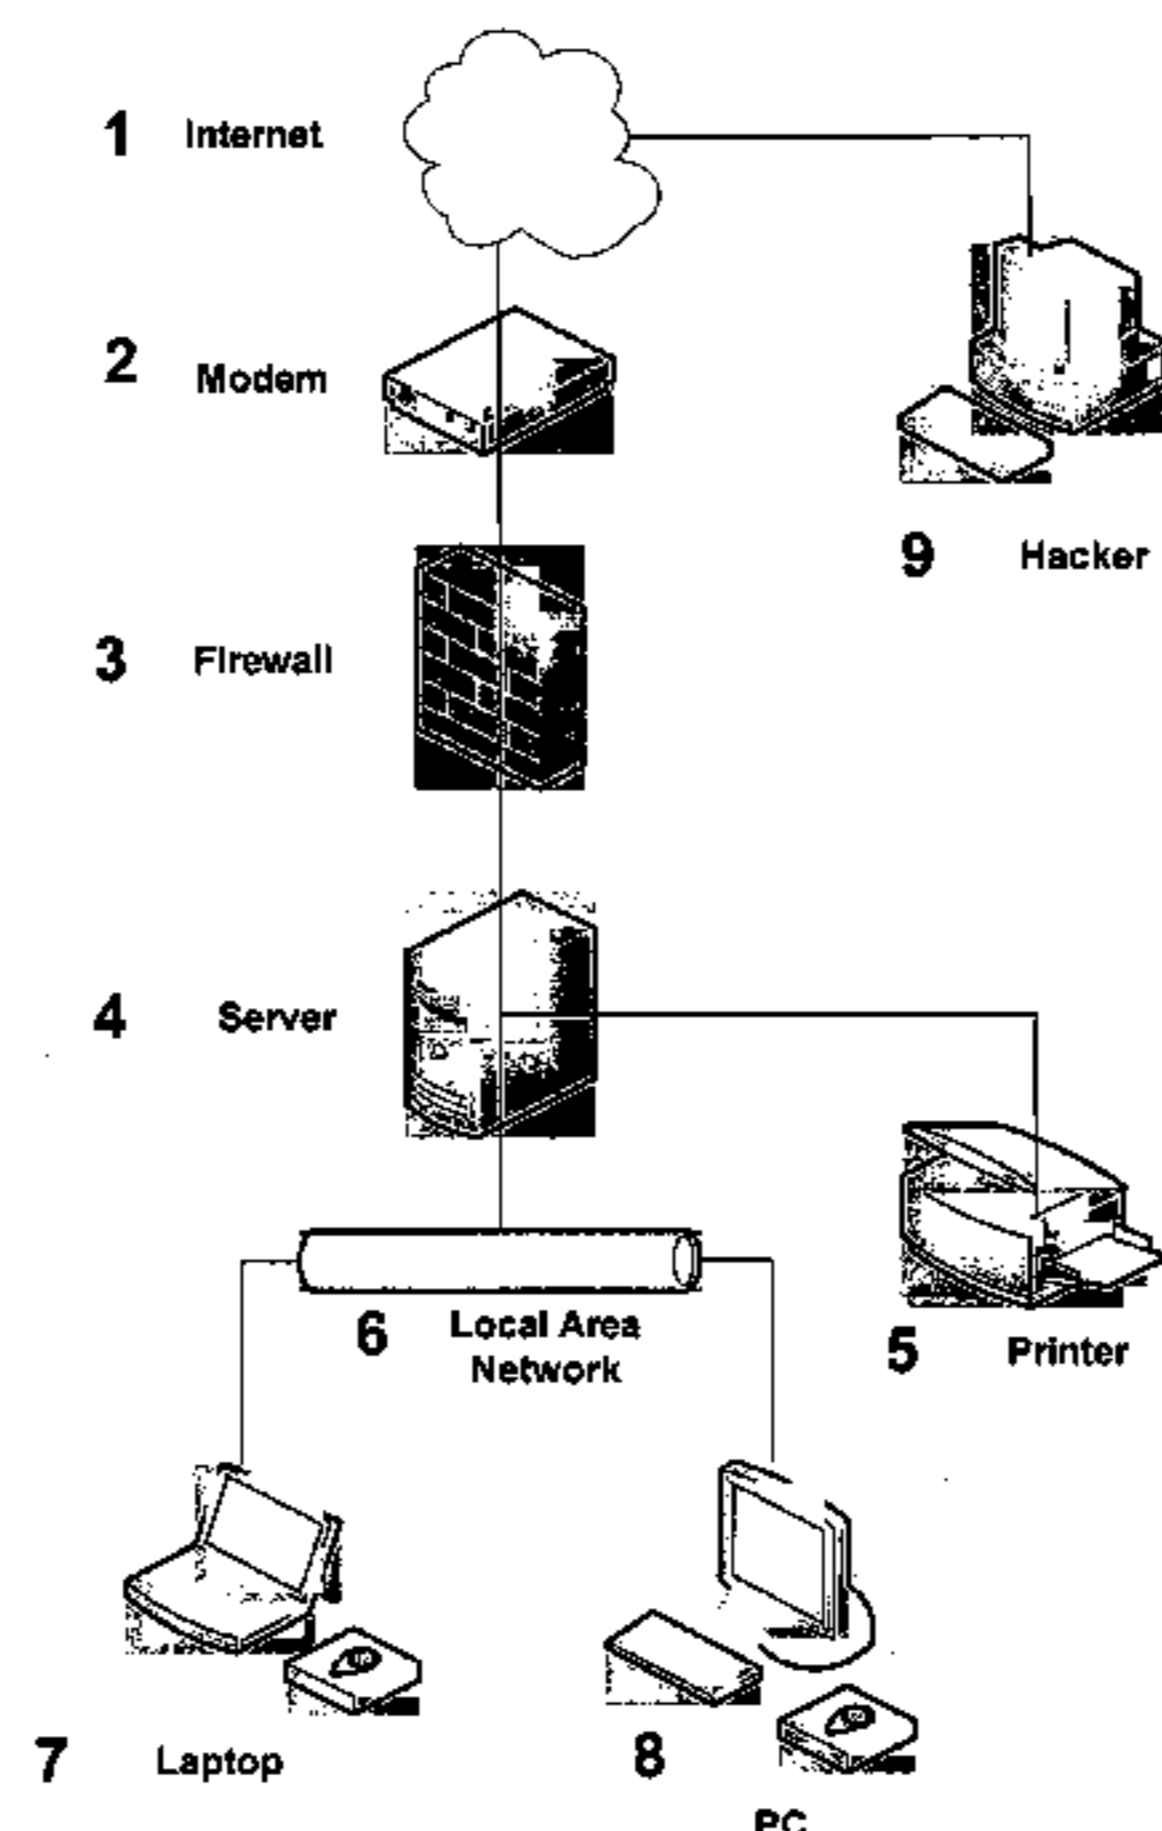 1 Internet
2 Modem
9 Hacker
3 Firewall
4 Server
6 Local Area
Network
5 Printer
7 Laptop
8
PC